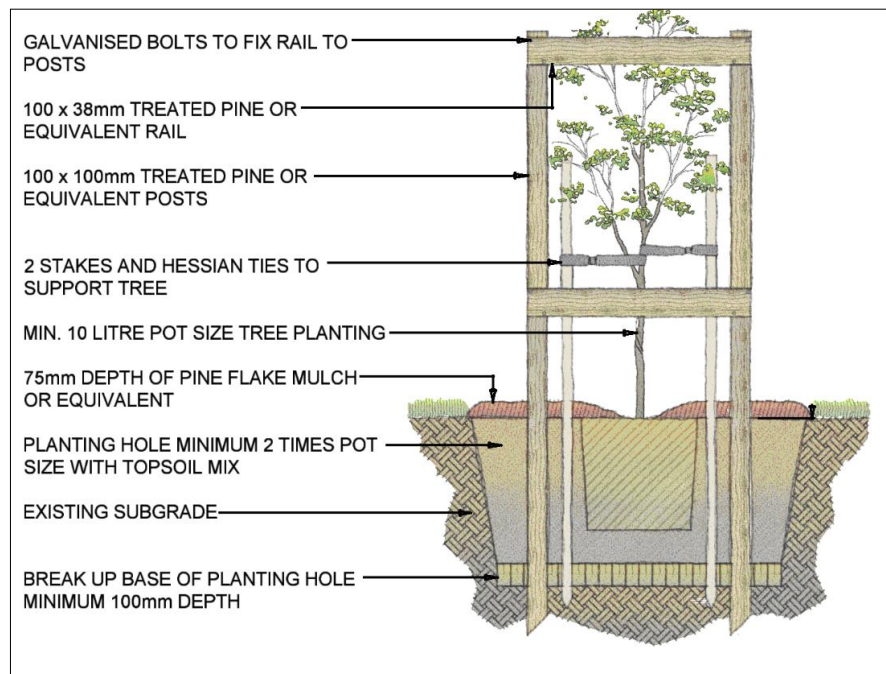 GALVANISED BOLTS TO FIX RAIL TO
POSTS
100 x 38mm TREATED PINE OR
EQUIVALENT RAIL
100 x 100mm TREATED PINE OR
EQUIVALENT POSTS
2 STAKES AND HESSIAN TIES TO
SUPPORT TREE
MIN. 10 LITRE POT SIZE TREE PLANTING
75mm DEPTH OF PINE FLAKE MULCH
OR EQUIVALENT
PLANTING HOLE MINIMUM 2 TIMES POT
SIZE WITH TOPSOIL MIX
EXISTING SUBGRADE
BREAK UP BASE OF PLANTING HOLE
MINIMUM 100mm DEPTH